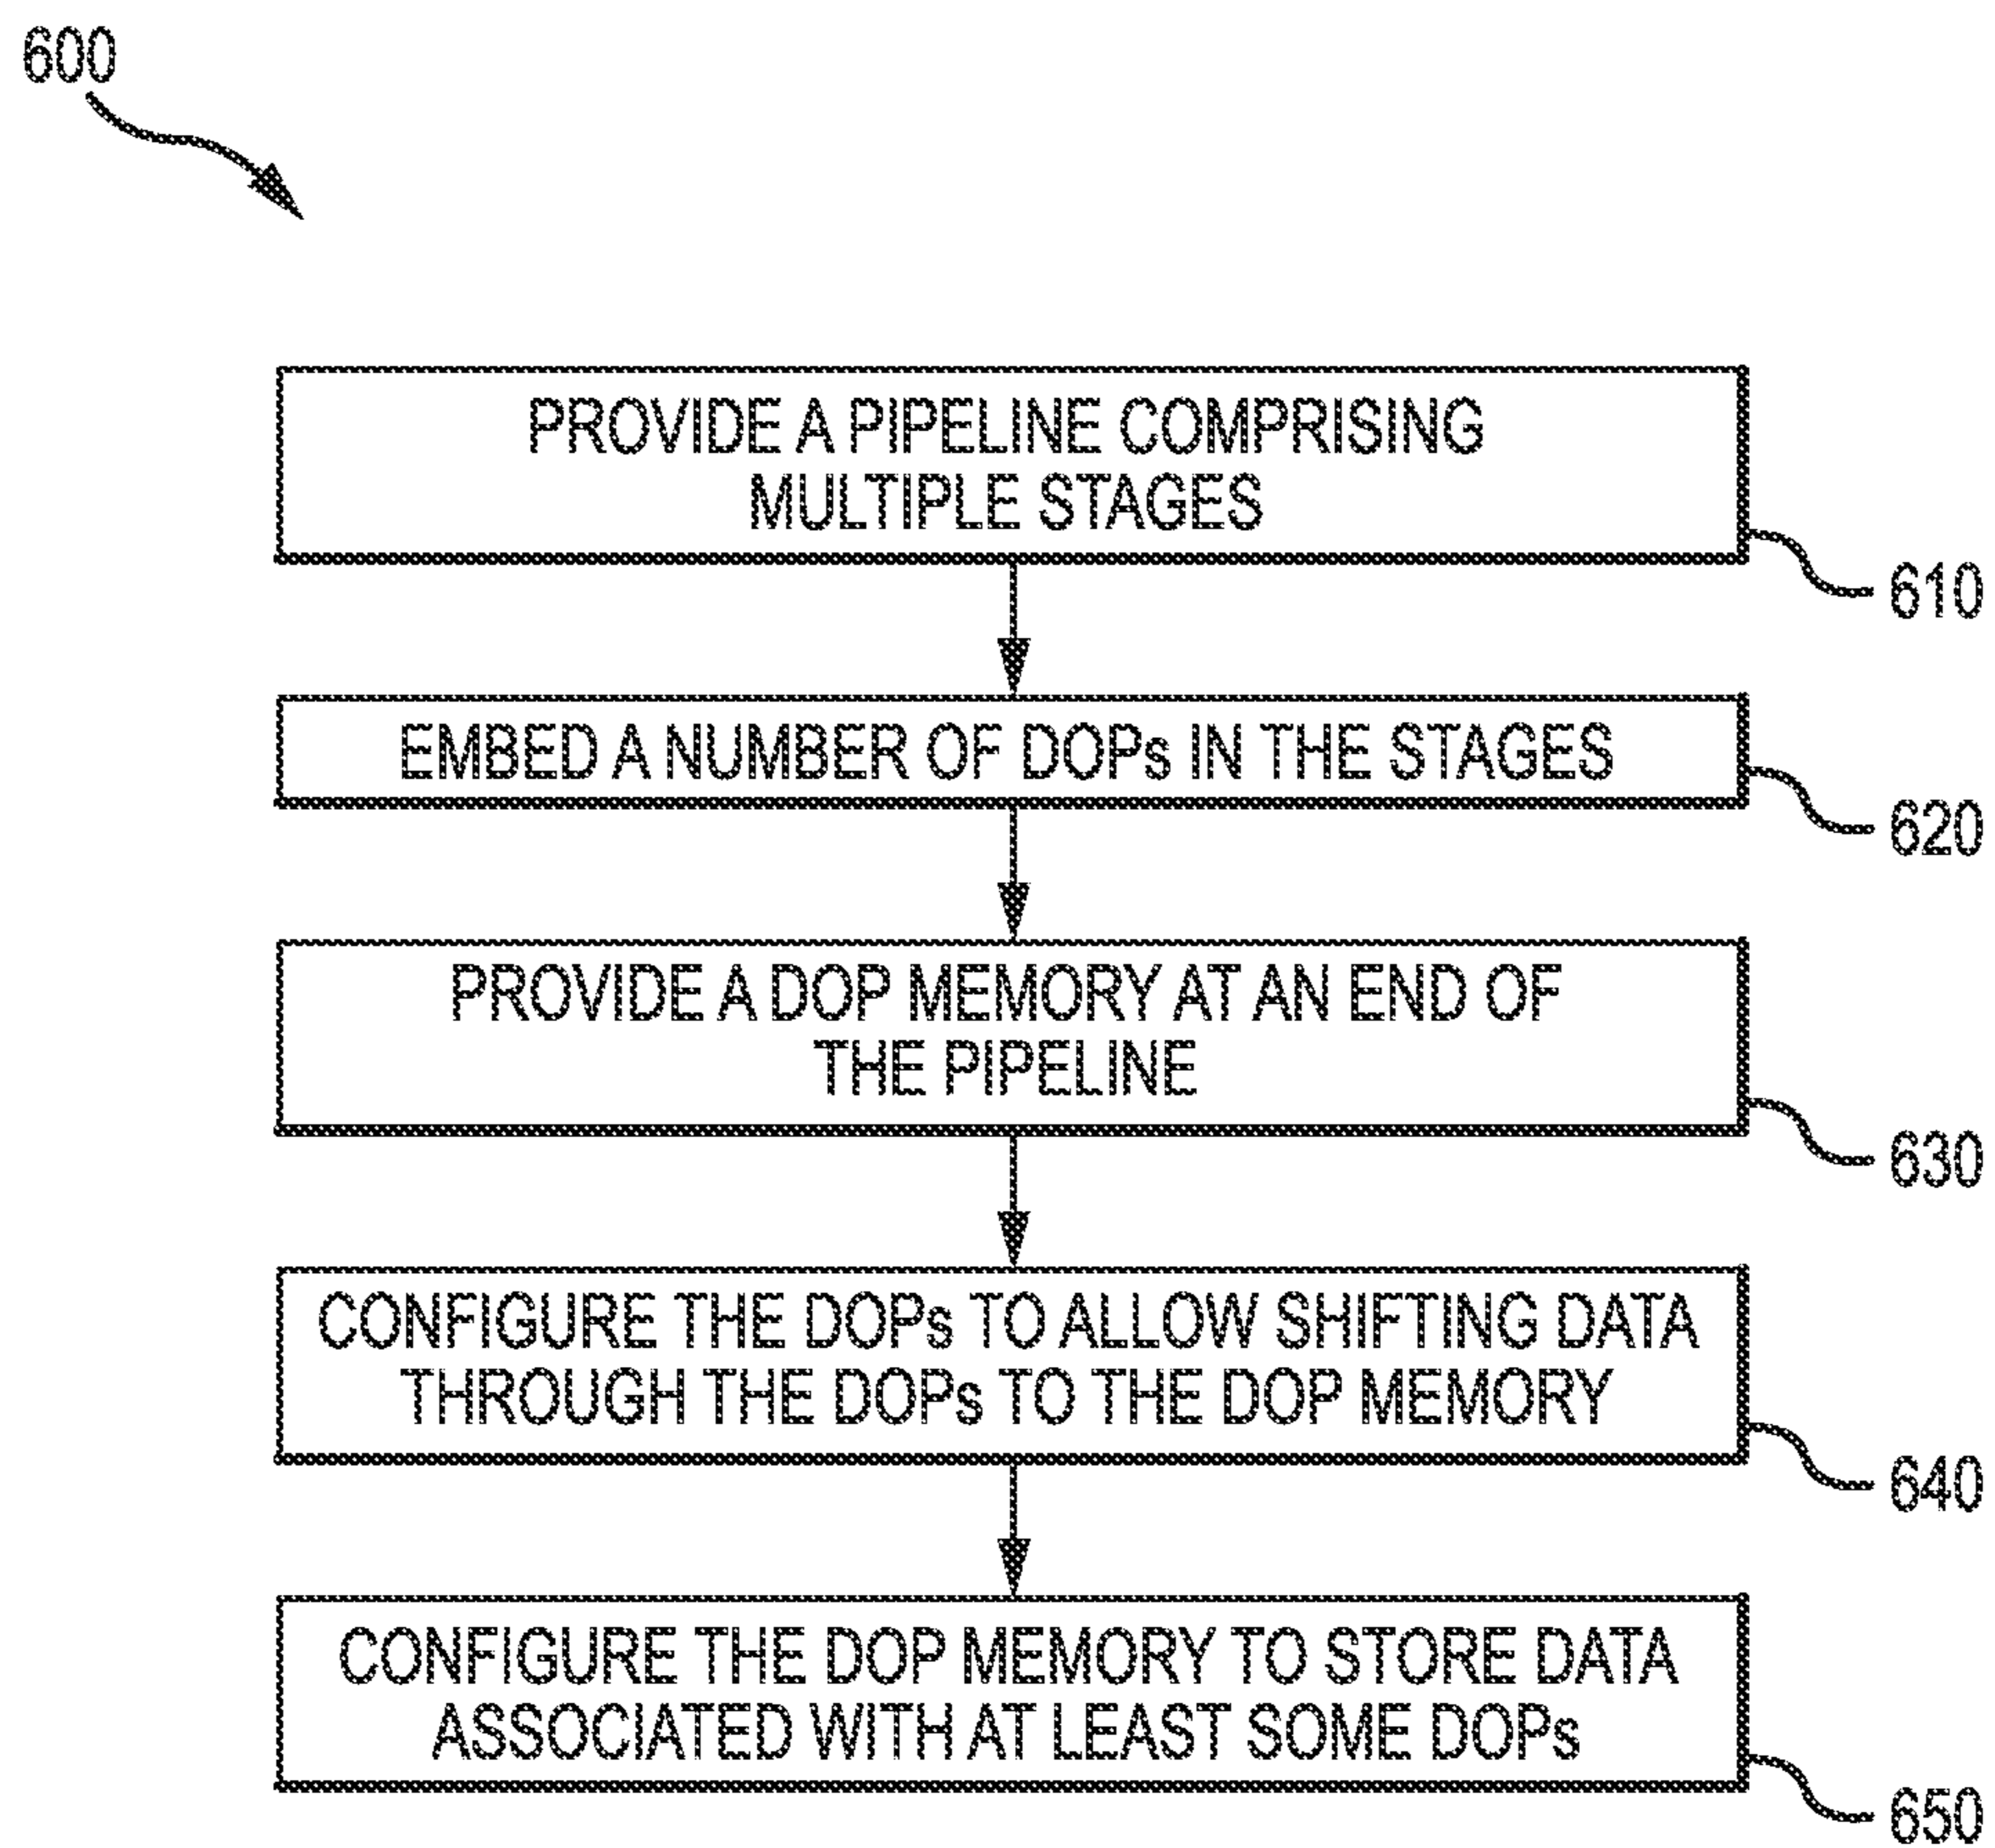 600
PROVIDE A PIPELINE COMPRISING
MULTIPLE STAGES
610
EMBED A NUMBER OF DOPs IN THE STAGES
620
PROVIDE A DOP MEMORY AT AN END OF
THE PIPELINE
630
CONFIGURE THE DOPs TO ALLOW SHIFTING DATA
THROUGH THE DOPs TO THE DOP MEMORY
640
CONFIGURE THE DOP MEMORY TO STORE DATA
ASSOCIATED WITH AT LEAST SOME DOPs
650